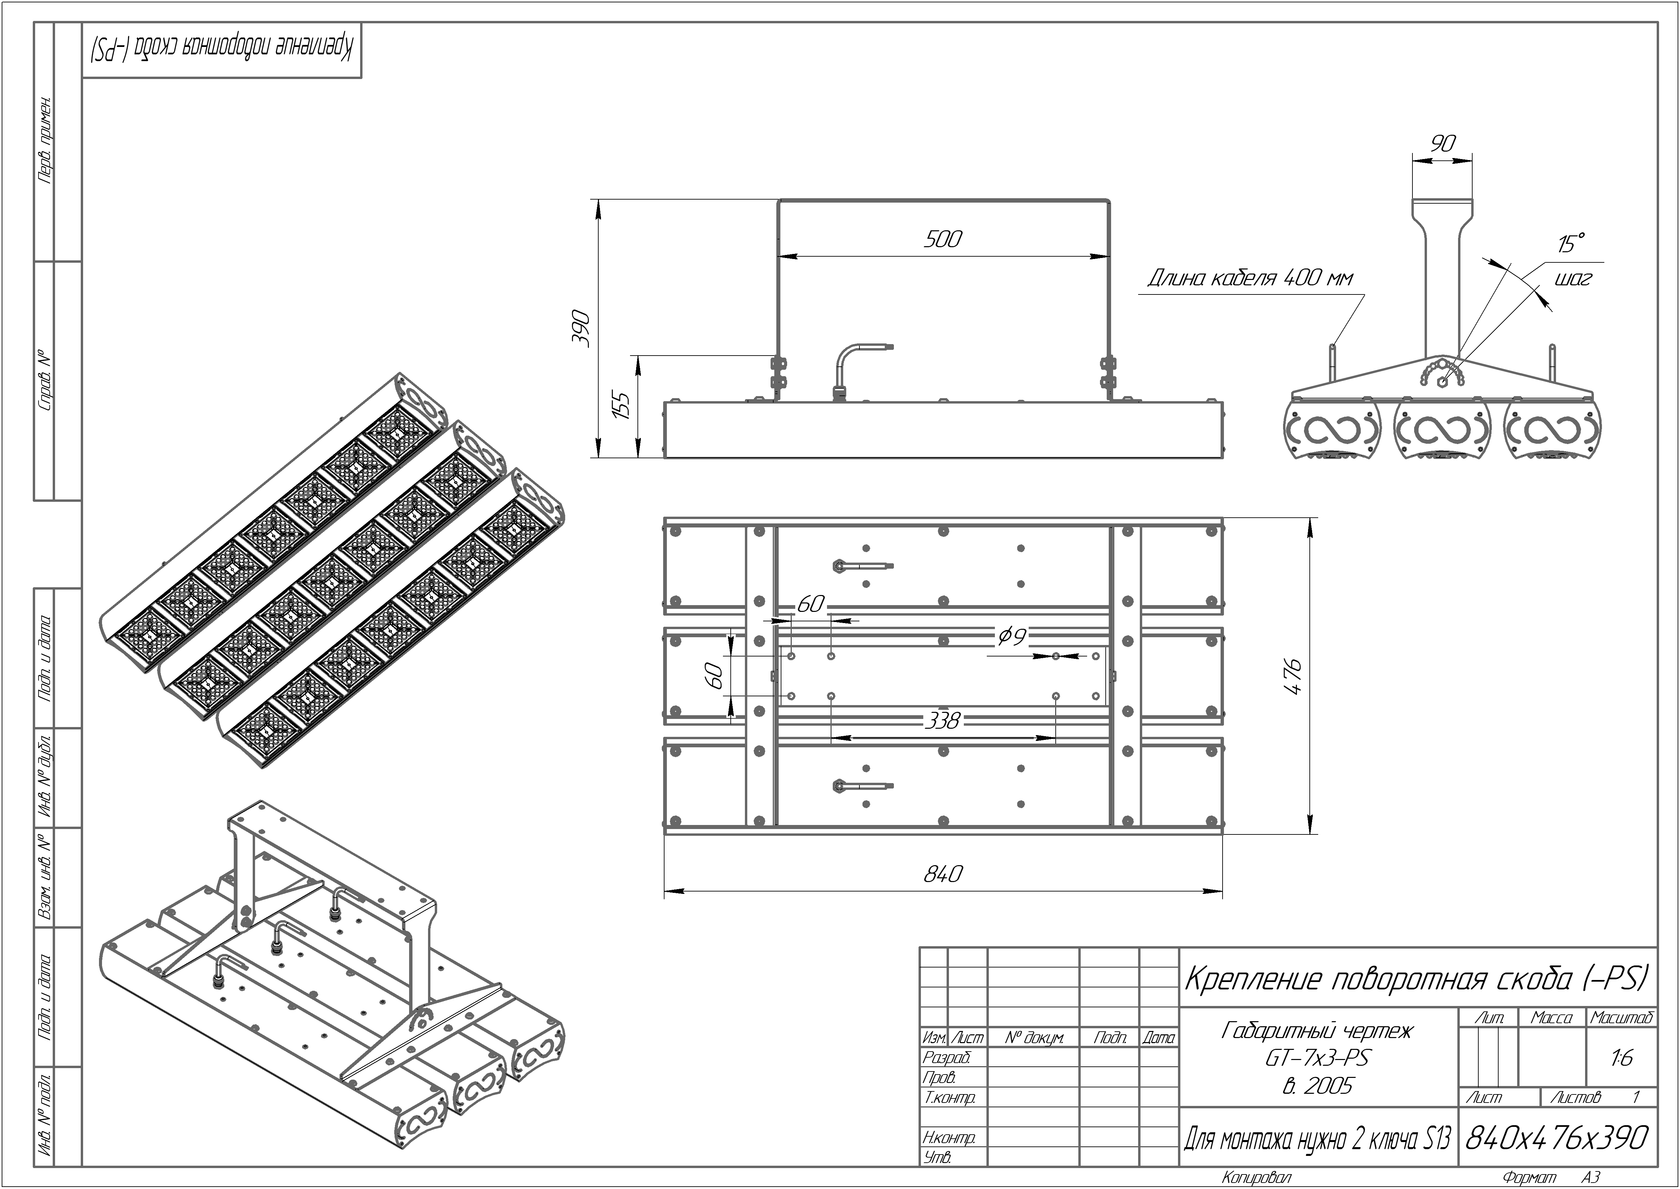 Крепление поворотная скоба (-PS)
Перв. примен.
Справ. №
Подп. и дата
Инв. № дубл.
Взам. инв. №
Подп. и дата
Инв. № подл.
390
155
500
Длина кабеля 400 мм
90
15°
шаг
60
60
⌀9
338
476
840
Крепление поворотная скоба (-PS)
Изм. Лист № докум. Подп. Дата
Разраб.
Пров.
Т.контр.
Н.контр.
Утв.
Габаритный чертеж
GT-7x3-PS
в. 2005
Лит. Масса Масштаб
1:6
Лист Листов 1
Для монтажа нужно 2 ключа S13
840x476x390
Копировал Формат А3